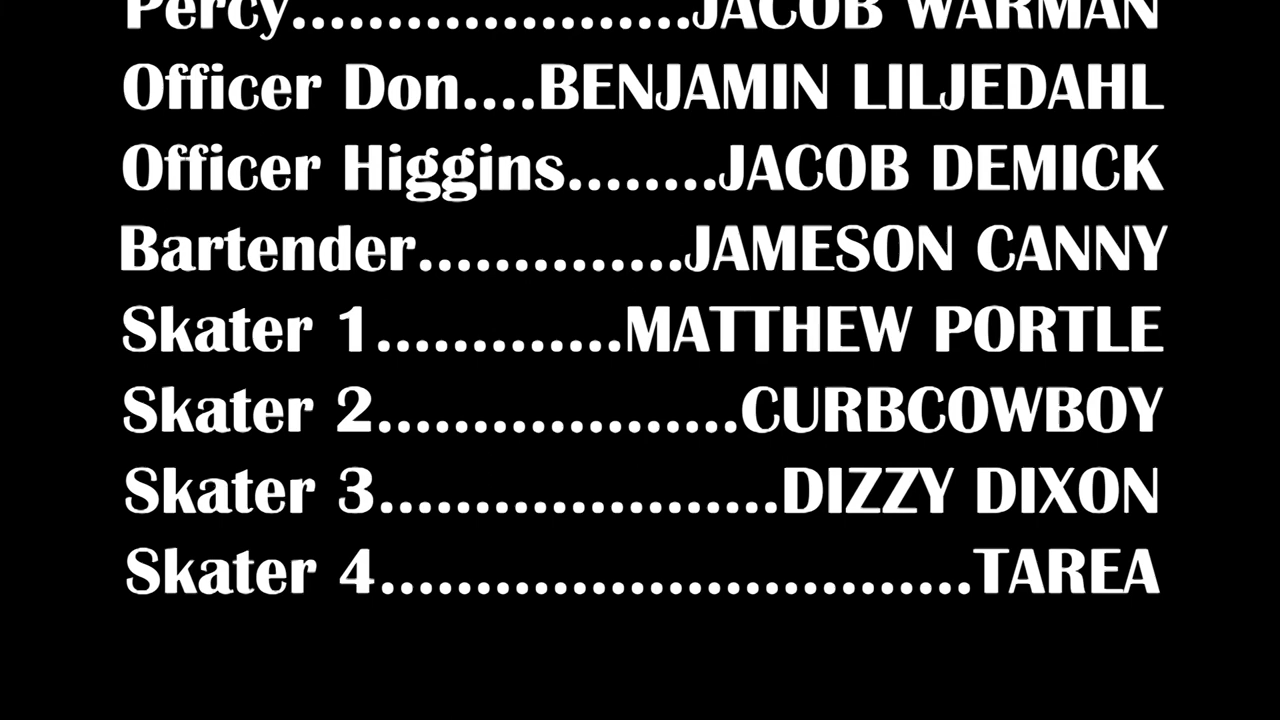 Percy.....................JACOB WARMAN
Officer Don....BENJAMIN LILJEDAHL
Officer Higgins........JACOB DEMICK
Bartender..............JAMESON CANNY
Skater 1.............MATTHEW PORTLE
Skater 2...................CURBCOWBOY
Skater 3.....................DIZZY DIXON
Skater 4...............................TAREA